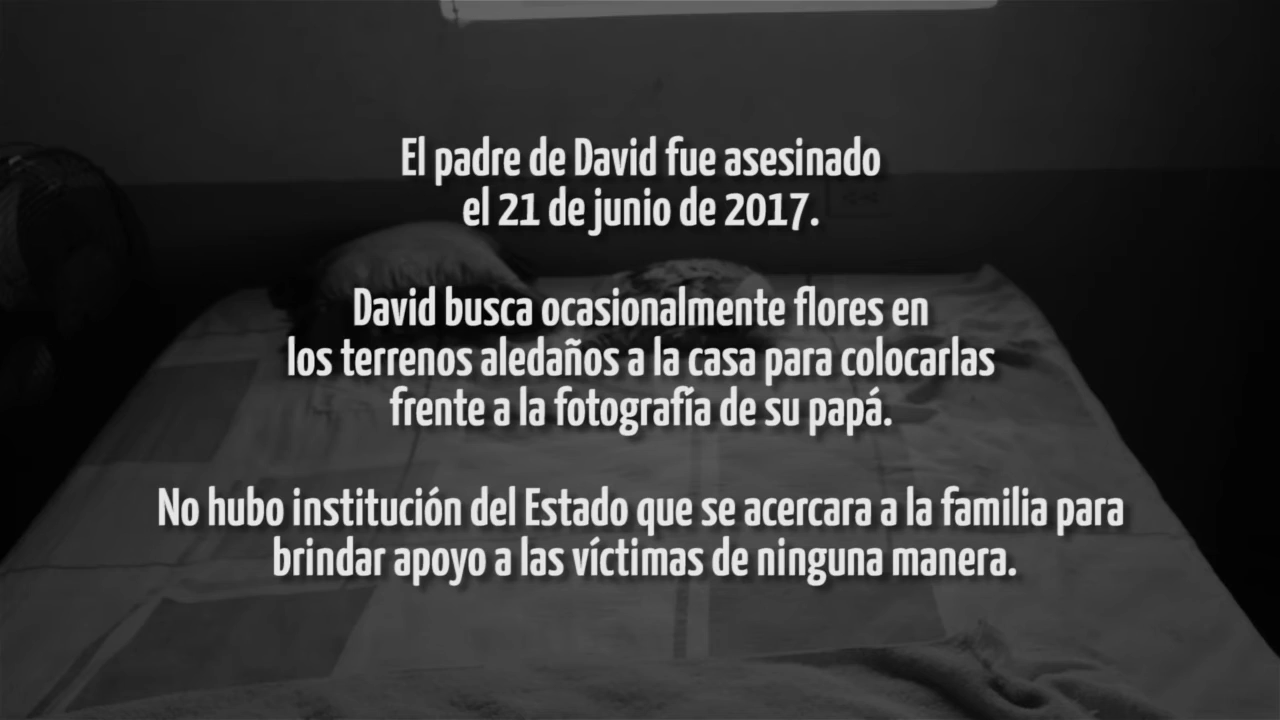 El padre de David fue asesinado
el 21 de junio de 2017.
David busca ocasionalmente flores en
los terrenos aledaños a la casa para colocarlas
frente a la fotografía de su papá.
No hubo institución del Estado que se acercara a la familia para
brindar apoyo a las víctimas de ninguna manera.